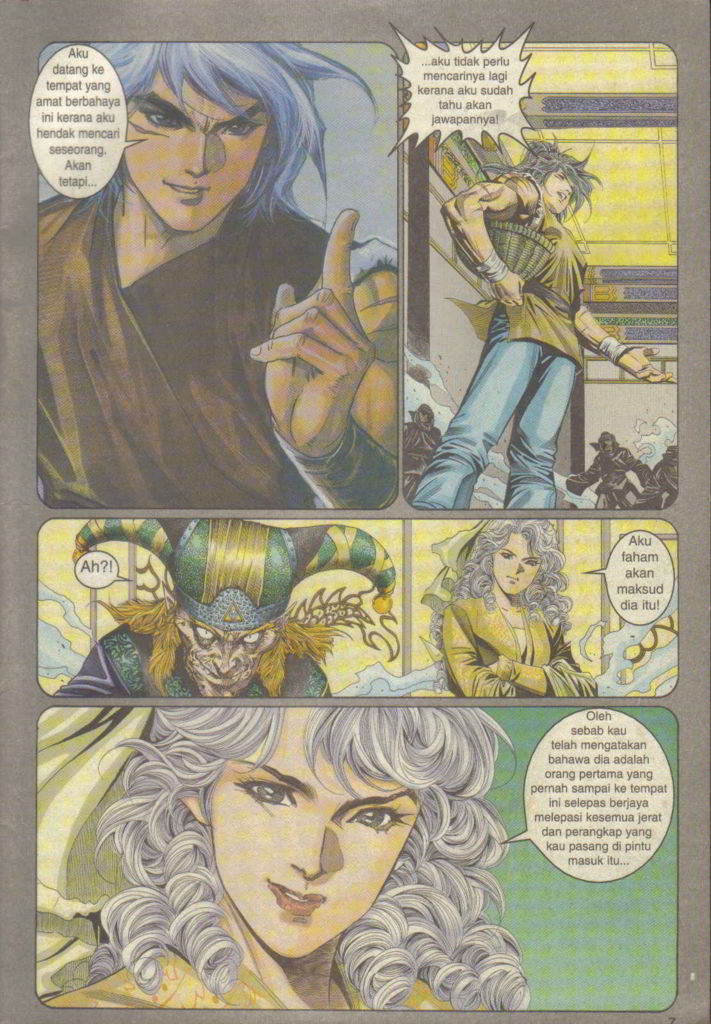 Aku
datang ke
tempat yang
amat berbahaya
ini kerana aku
hendak mencari
seseorang.
Akan
tetapi...
...aku tidak perlu
mencarinya lagi
kerana aku sudah
tahu akan
jawapannya!
Ah?!
Aku
faham
akan
maksud
dia itu!
Oleh
sebab kau
telah mengatakan
bahawa dia adalah
orang pertama yang
pernah sampai ke tempat
ini selepas berjaya
melepasi kesemua jerat
dan perangkap yang
kau pasang di pintu
masuk itu...
7